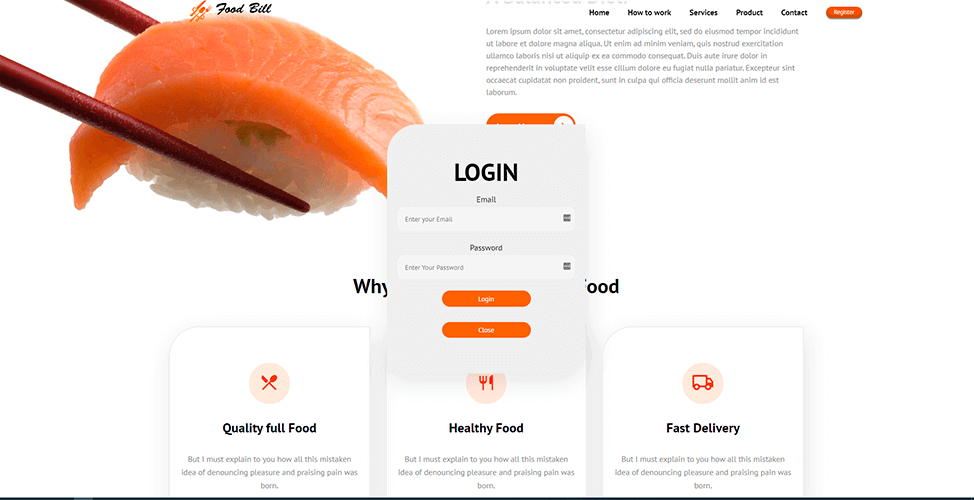 Food Bill
Home How to work Services Product Contact Register
Lorem ipsum dolor sit amet, consectetur adipiscing elit, sed do eiusmod tempor incididunt
ut labore et dolore magna aliqua. Ut enim ad minim veniam, quis nostrud exercitation
ullamco laboris nisi ut aliquip ex ea commodo consequat. Duis aute irure dolor in
reprehenderit in voluptate velit esse cillum dolore eu fugiat nulla pariatur. Excepteur sint
occaecat cupidatat non proident, sunt in culpa qui officia deserunt mollit anim id est
laborum.
LOGIN
Email
Enter your Email
Password
Enter Your Password
Login
Close
Why Food
Quality full Food
But I must explain to you how all this mistaken
idea of denouncing pleasure and praising pain was
born.
Healthy Food
But I must explain to you how all this mistaken
idea of denouncing pleasure and praising pain was
born.
Fast Delivery
But I must explain to you how all this mistaken
idea of denouncing pleasure and praising pain was
born.